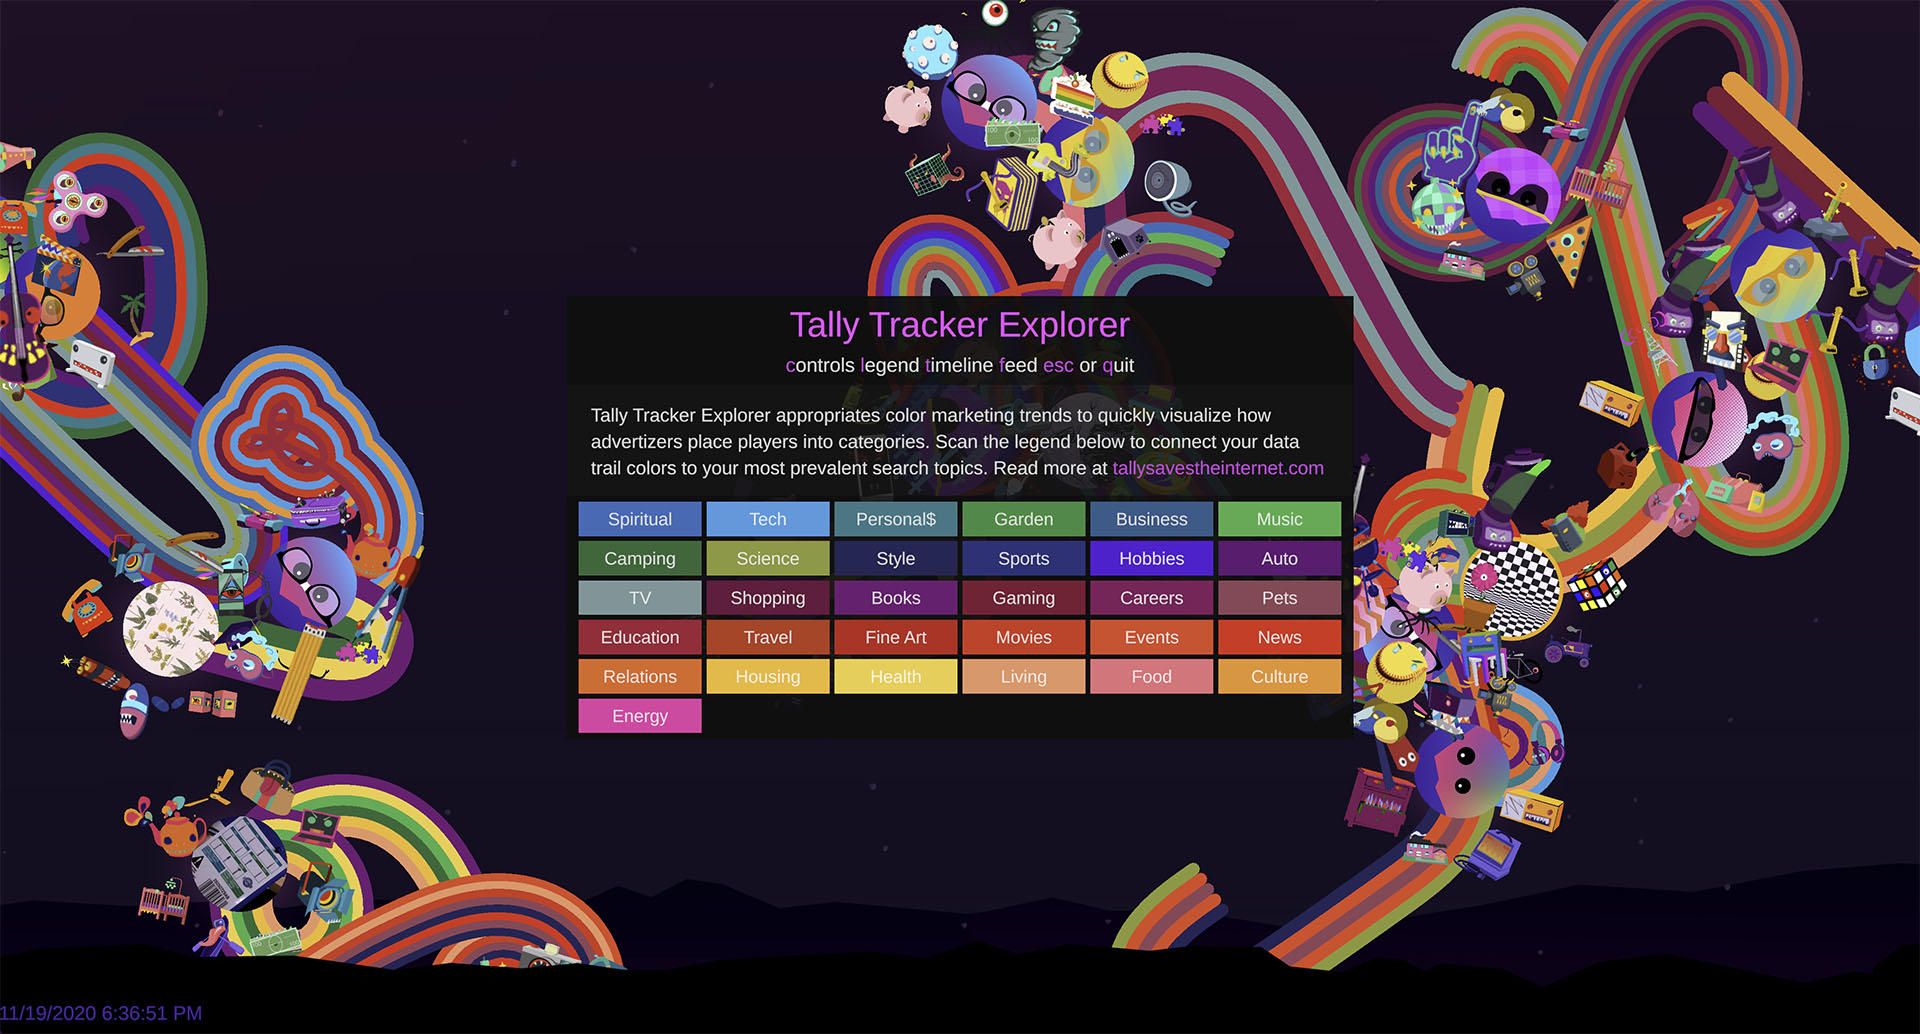 Tally Tracker Explorer
controls legend timeline feed esc or quit
Tally Tracker Explorer appropriates color marketing trends to quickly visualize how
advertizers place players into categories. Scan the legend below to connect your data
trail colors to your most prevalent search topics. Read more at tallysavestheinternet.com
Spiritual Tech Personal$ Garden Business Music
Camping Science Style Sports Hobbies Auto
TV Shopping Books Gaming Careers Pets
Education Travel Fine Art Movies Events News
Relations Housing Health Living Food Culture
Energy
11/19/2020 6:36:51 PM